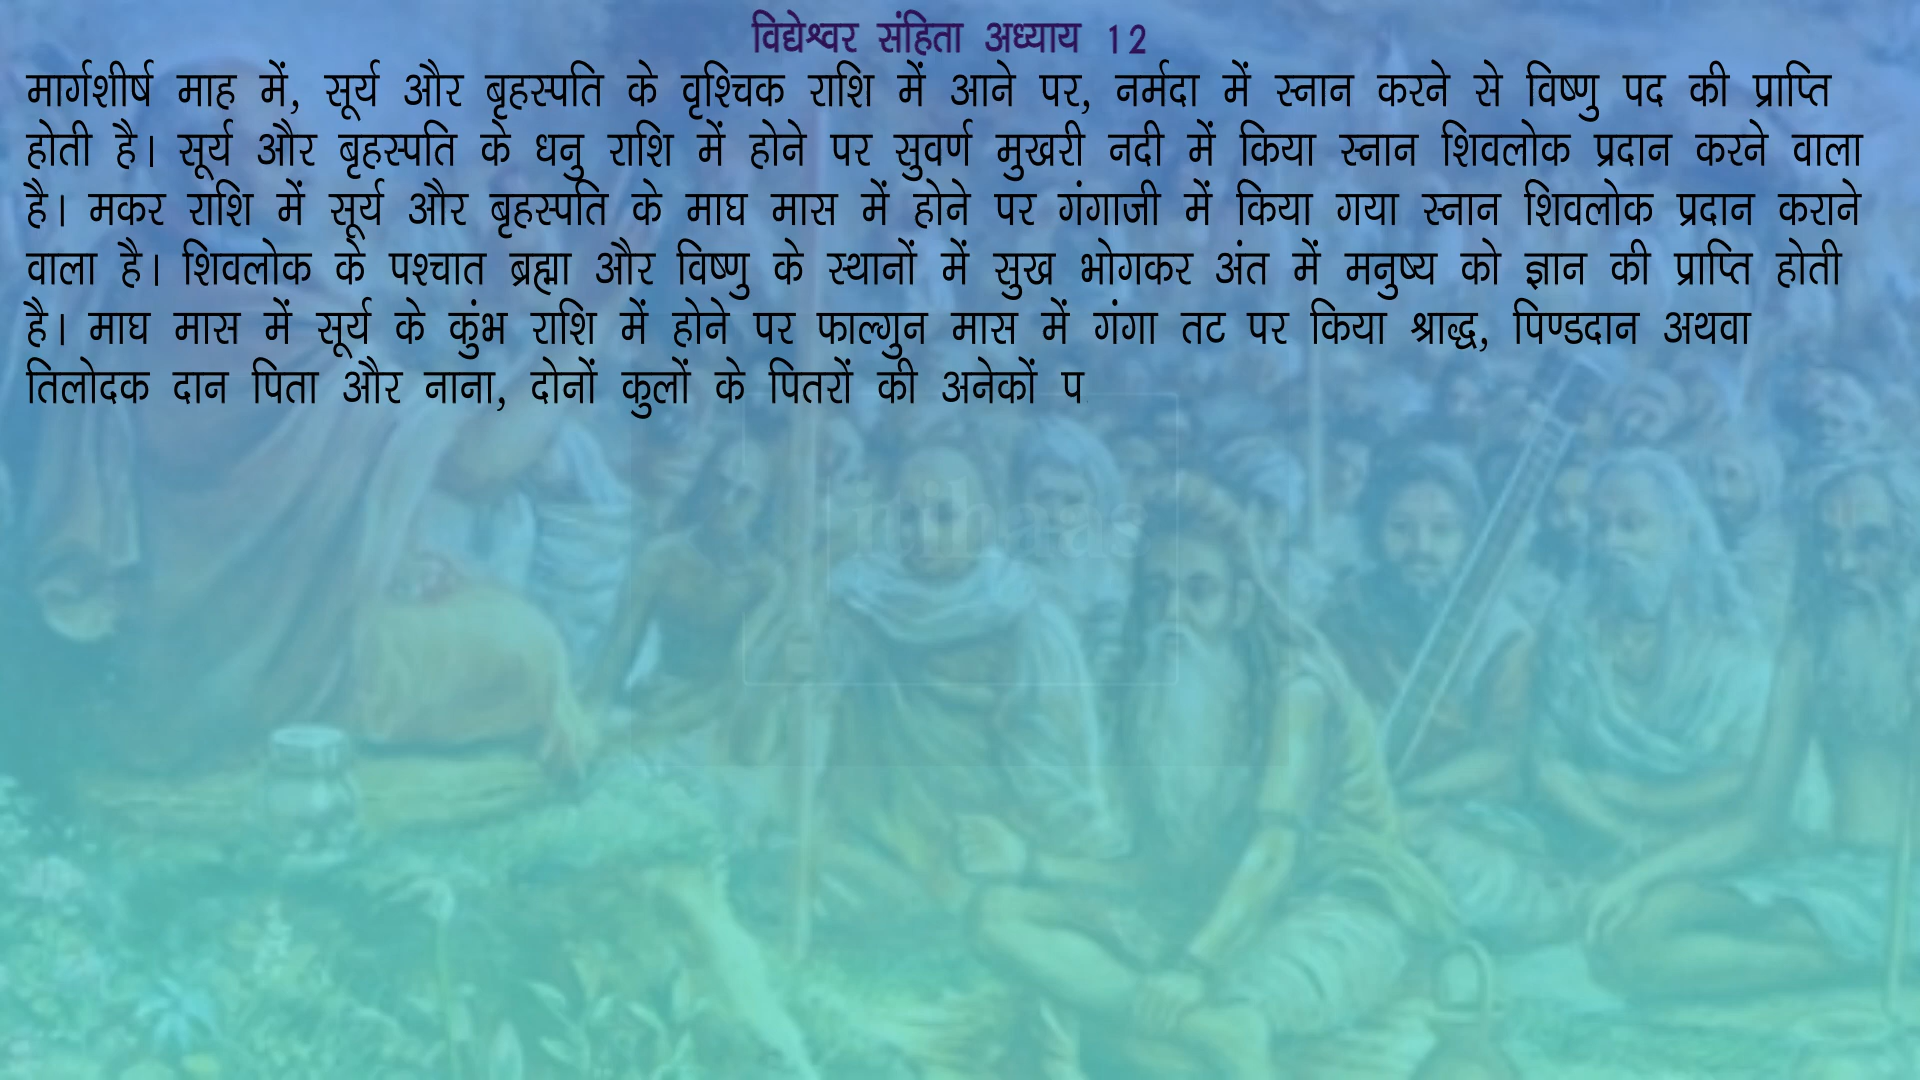 विद्येश्वर संहिता अध्याय 12
मार्गशीर्ष माह में, सूर्य और बृहस्पति के वृश्चिक राशि में आने पर, नर्मदा में स्नान करने से विष्णु पद की प्राप्ति
होती है। सूर्य और बृहस्पति के धनु राशि में होने पर सुवर्ण मुखरी नदी में किया स्नान शिवलोक प्रदान करने वाला
है। मकर राशि में सूर्य और बृहस्पति के माघ मास में होने पर गंगाजी में किया गया स्नान शिवलोक प्रदान कराने
वाला है। शिवलोक के पश्चात ब्रह्मा और विष्णु के स्थानों में सुख भोगकर अंत में मनुष्य को ज्ञान की प्राप्ति होती
है। माघ मास में सूर्य के कुंभ राशि में होने पर फाल्गुन मास में गंगा तट पर किया श्राद्ध, पिण्डदान अथवा
तिलोदक दान पिता और नाना, दोनों कुलों के पितरों की अनेकों प
itihaas